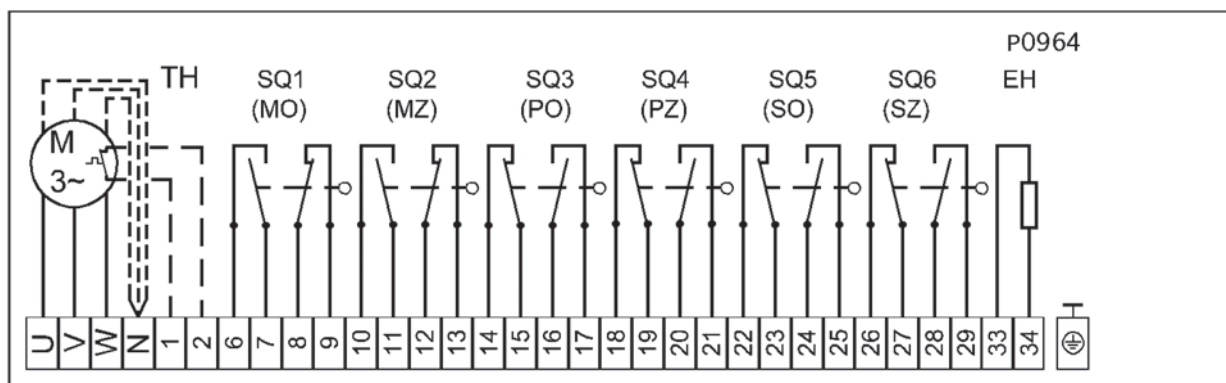 P0964
TH SQ1 SQ2 SQ3 SQ4 SQ5 SQ6 EH
(MO) (MZ) (PO) (PZ) (SO) (SZ)
M
3~
U V W N 1 2 6 7 8 9 10 11 12 13 14 15 16 17 18 19 20 21 22 23 24 25 26 27 28 29 33 34